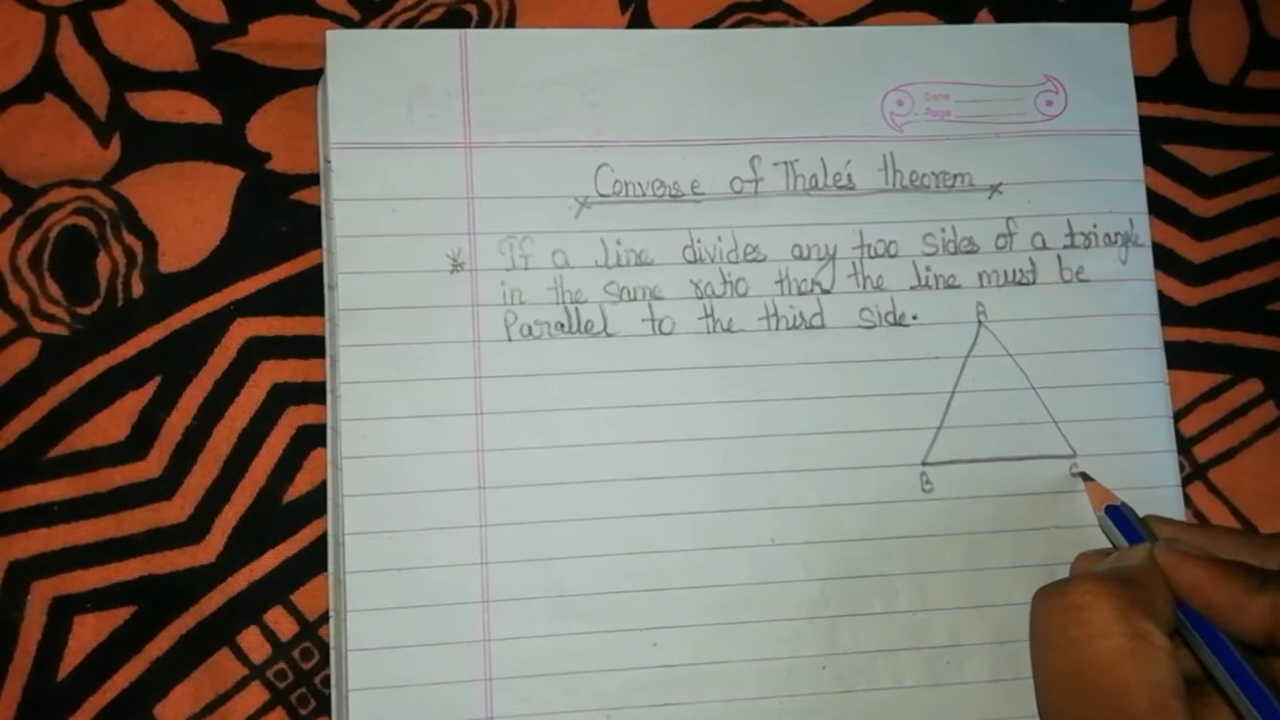 Date
Page
Converse of Thale's theorem
If a line divides any two sides of a triangle
in the same ratio then the line must be
Parallel to the third side.
A
B
C